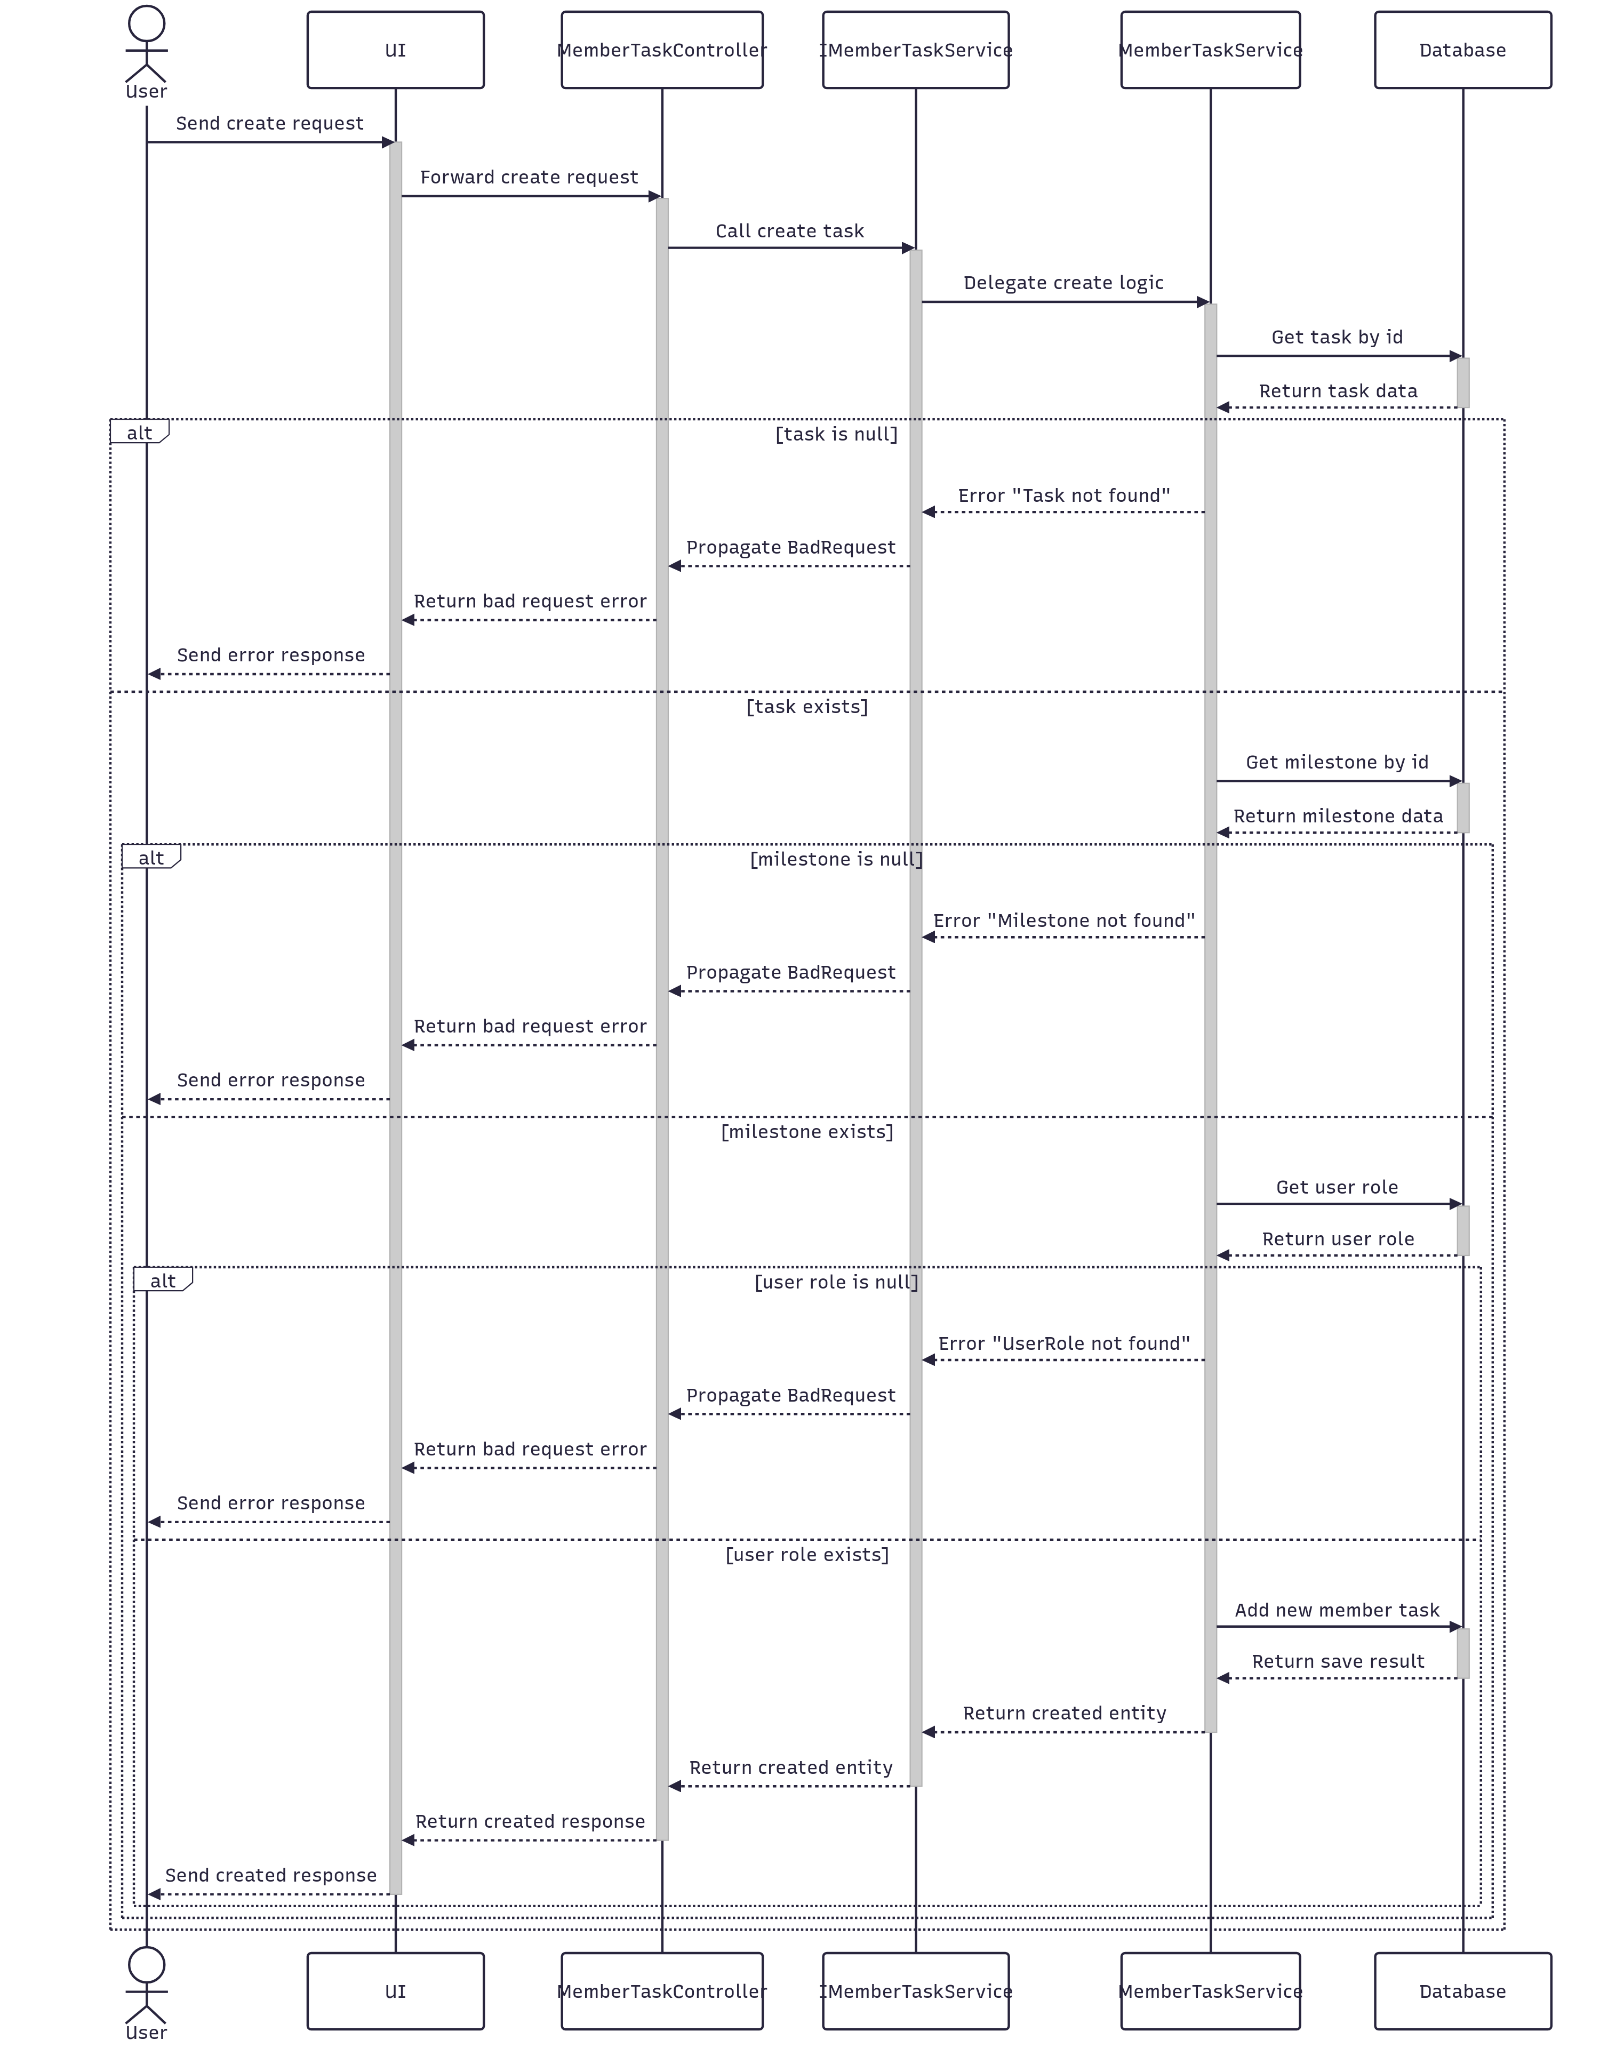 User
UI
MemberTaskController
IMemberTaskService
MemberTaskService
Database
Send create request
Forward create request
Call create task
Delegate create logic
Get task by id
Return task data
alt
[task is null]
Error "Task not found"
Propagate BadRequest
Return bad request error
Send error response
[task exists]
Get milestone by id
Return milestone data
alt
[milestone is null]
Error "Milestone not found"
Propagate BadRequest
Return bad request error
Send error response
[milestone exists]
Get user role
Return user role
alt
[user role is null]
Error "UserRole not found"
Propagate BadRequest
Return bad request error
Send error response
[user role exists]
Add new member task
Return save result
Return created entity
Return created entity
Return created response
Send created response
User
UI
MemberTaskController
IMemberTaskService
MemberTaskService
Database